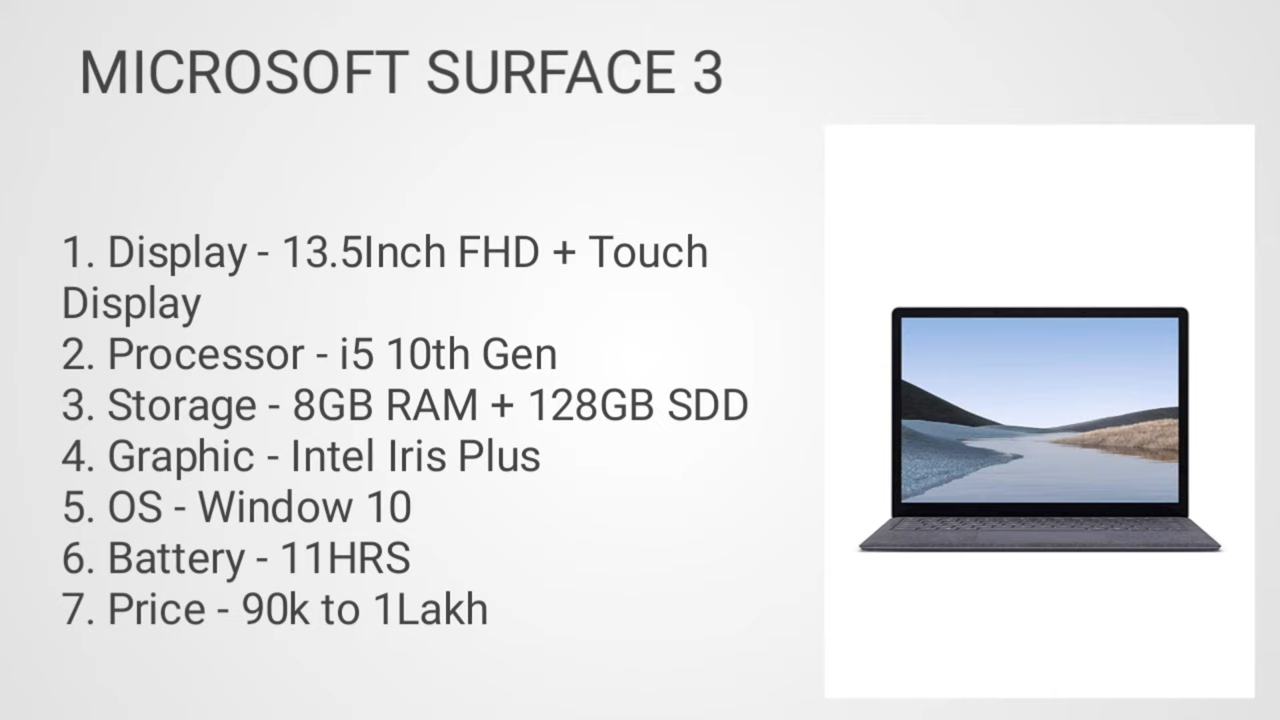 MICROSOFT SURFACE 3
1. Display - 13.5Inch FHD + Touch
Display
2. Processor - i5 10th Gen
3. Storage - 8GB RAM + 128GB SDD
4. Graphic - Intel Iris Plus
5. OS - Window 10
6. Battery - 11HRS
7. Price - 90k to 1Lakh